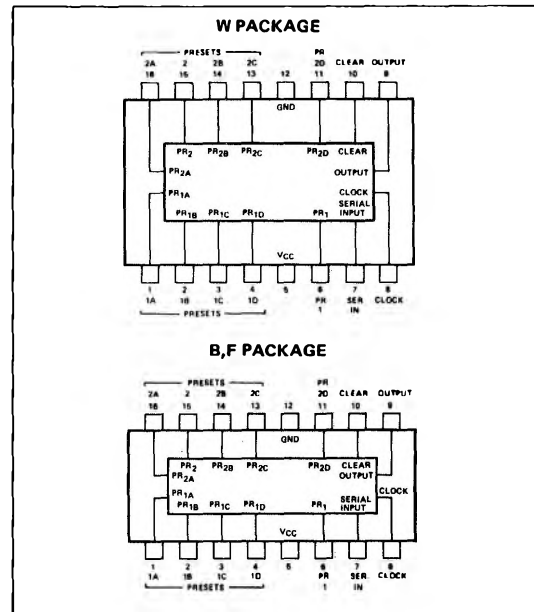 W PACKAGE
PRESETS PR
2A 2 2B 2C 2D CLEAR OUTPUT
16 15 14 13 12 11 10 9
GND
PR2 PR2B PR2C PR2D CLEAR
PR2A OUTPUT
PR1A CLOCK
SERIAL
PR1B PR1C PR1D PR1 INPUT
VCC
1 2 3 4 5 6 7 8
1A 1B 1C 1D PR SER CLOCK
PRESETS 1 IN
B,F PACKAGE
PRESETS PR
2A 2 2B 2C 2D CLEAR OUTPUT
16 15 14 13 12 11 10 9
GND
PR2 PR2B PR2C PR2D CLEAR
PR2A OUTPUT
PR1A CLOCK
PR1B PR1C PR1D PR1 SERIAL
INPUT
VCC
1 2 3 4 5 6 7 8
1A 1B 1C 1D PR SER. CLOCK
PRESETS 1 IN